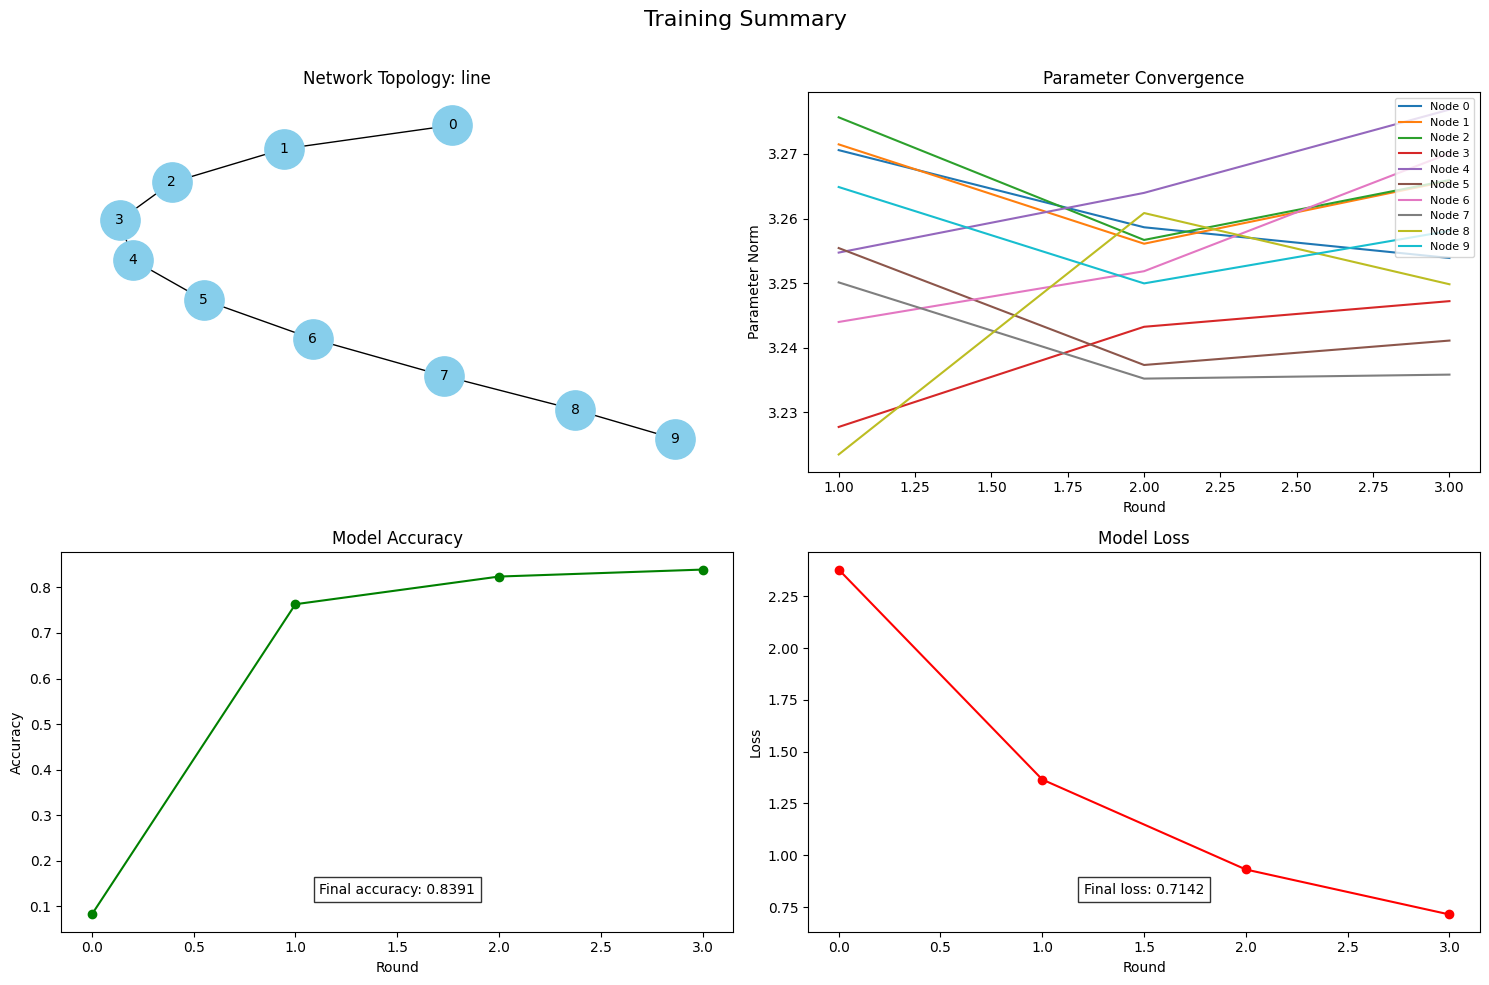 Training Summary
Network Topology: line
0
1
2
3
4
5
6
7
8
9
Parameter Convergence
Parameter Norm
3.27
3.26
3.25
3.24
3.23
1.00 1.25 1.50 1.75 2.00 2.25 2.50 2.75 3.00
Round
Node 0
Node 1
Node 2
Node 3
Node 4
Node 5
Node 6
Node 7
Node 8
Node 9
Model Accuracy
Accuracy
0.8
0.7
0.6
0.5
0.4
0.3
0.2
0.1
Final accuracy: 0.8391
0.0 0.5 1.0 1.5 2.0 2.5 3.0
Round
Model Loss
Loss
2.25
2.00
1.75
1.50
1.25
1.00
0.75
Final loss: 0.7142
0.0 0.5 1.0 1.5 2.0 2.5 3.0
Round